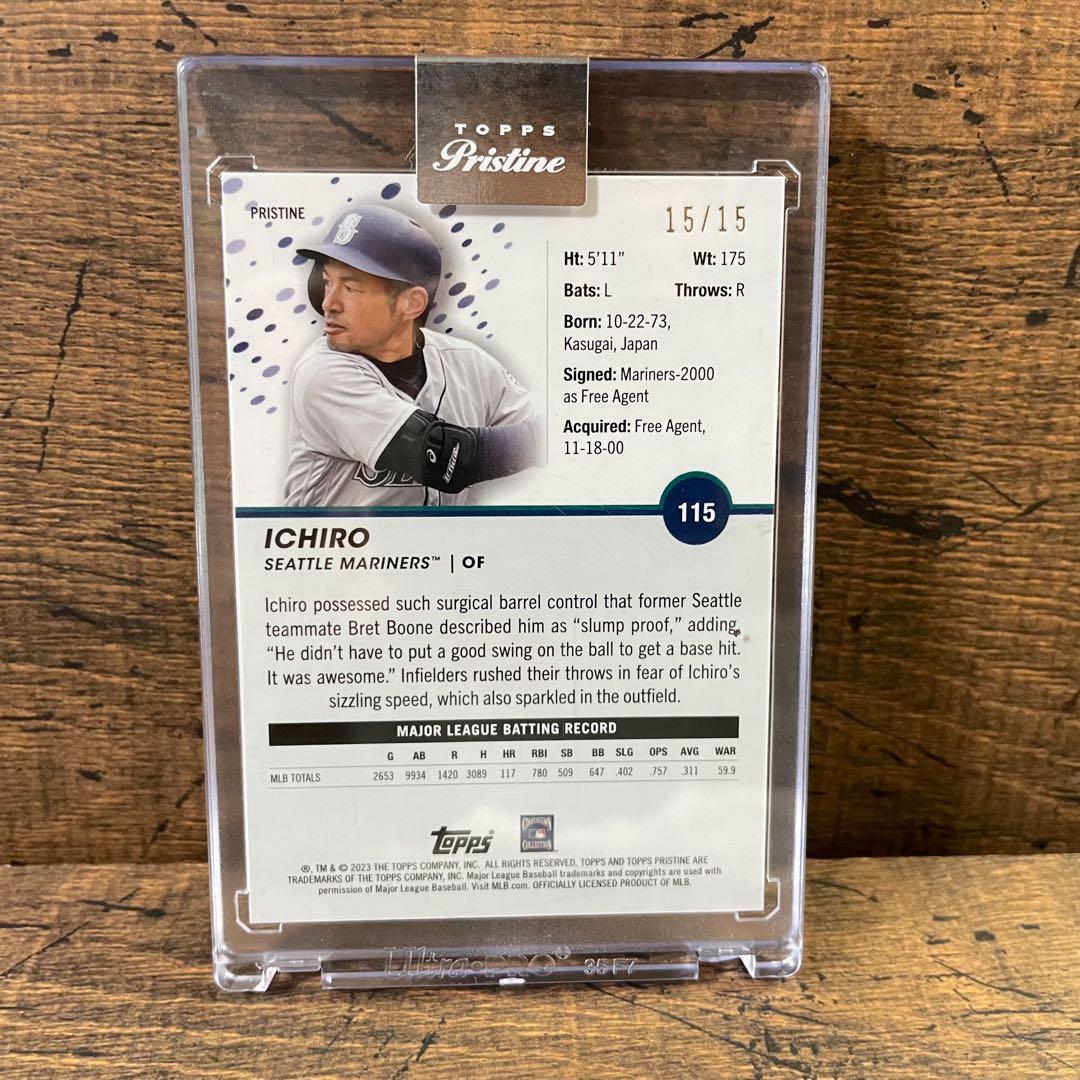 TOPPS
Pristine
PRISTINE
15/15
Ht: 5'11" Wt: 175
Bats: L Throws: R
Born: 10-22-73,
Kasugai, Japan
Signed: Mariners-2000
as Free Agent
Acquired: Free Agent,
11-18-00
115
ICHIRO
SEATTLE MARINERS™ | OF
Ichiro possessed such surgical barrel control that former Seattle
teammate Bret Boone described him as “slump proof,” adding,
“He didn’t have to put a good swing on the ball to get a base hit.
It was awesome.” Infielders rushed their throws in fear of Ichiro’s
sizzling speed, which also sparkled in the outfield.
MAJOR LEAGUE BATTING RECORD
G AB R H HR RBI SB BB SLG OPS AVG WAR
MLB TOTALS 2653 9934 1420 3089 117 780 509 647 .402 .757 .311 59.9
topps
®, TM & © 2023 THE TOPPS COMPANY, INC. ALL RIGHTS RESERVED. TOPPS AND TOPPS PRISTINE ARE
TRADEMARKS OF THE TOPPS COMPANY, INC. Major League Baseball trademarks and copyrights are used with
permission of Major League Baseball. Visit MLB.com. OFFICIALLY LICENSED PRODUCT OF MLB.
Ultra·PRO® 35 F7